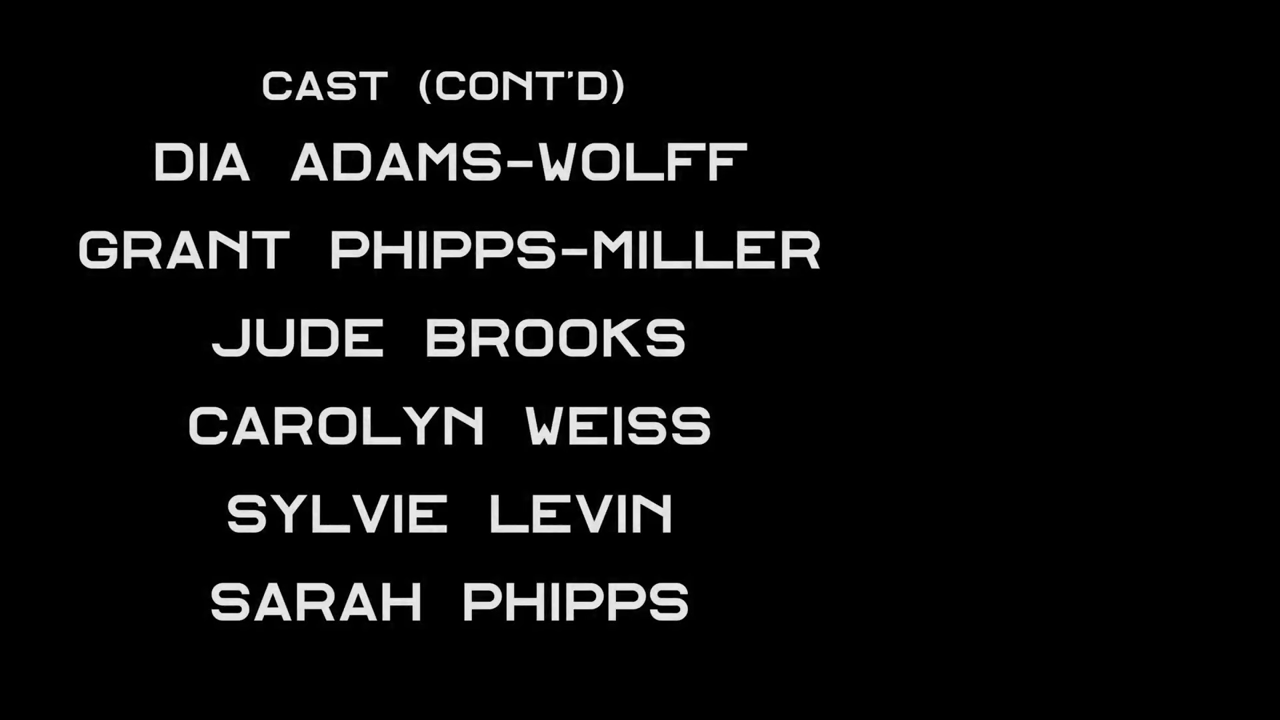 CAST (CONT'D)
DIA ADAMS-WOLFF
GRANT PHIPPS-MILLER
JUDE BROOKS
CAROLYN WEISS
SYLVIE LEVIN
SARAH PHIPPS